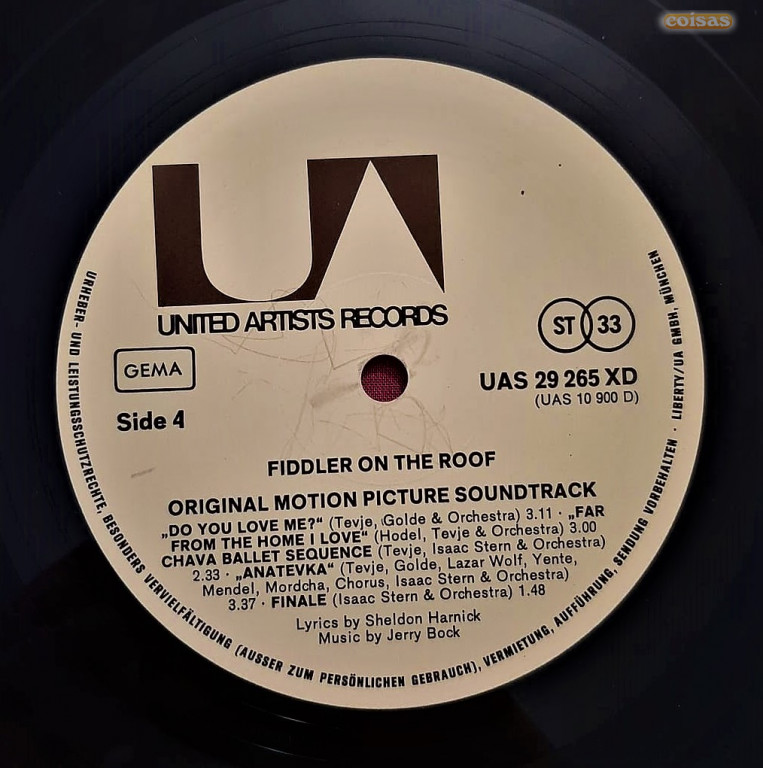 coisas
UA
UNITED ARTISTS RECORDS
GEMA
ST 33
Side 4
UAS 29 265 XD
(UAS 10 900 D)
FIDDLER ON THE ROOF
ORIGINAL MOTION PICTURE SOUNDTRACK
„DO YOU LOVE ME?“ (Tevje, Golde & Orchestra) 3.11 · „FAR
FROM THE HOME I LOVE“ (Hodel, Tevje & Orchestra) 3.00
CHAVA BALLET SEQUENCE (Tevje, Isaac Stern & Orchestra)
2.33 · „ANATEVKA“ (Tevje, Golde, Lazar Wolf, Yente,
Mendel, Mordcha, Chorus, Isaac Stern & Orchestra)
3.37 · FINALE (Isaac Stern & Orchestra) 1.48
Lyrics by Sheldon Harnick
Music by Jerry Bock
URHEBER- UND LEISTUNGSSCHUTZRECHTE, BESONDERS VERVIELFÄLTIGUNG (AUSSER ZUM PERSÖNLICHEN GEBRAUCH), VERMIETUNG, AUFFÜHRUNG, SENDUNG VORBEHALTEN · LIBERTY/UA GMBH, MÜNCHEN